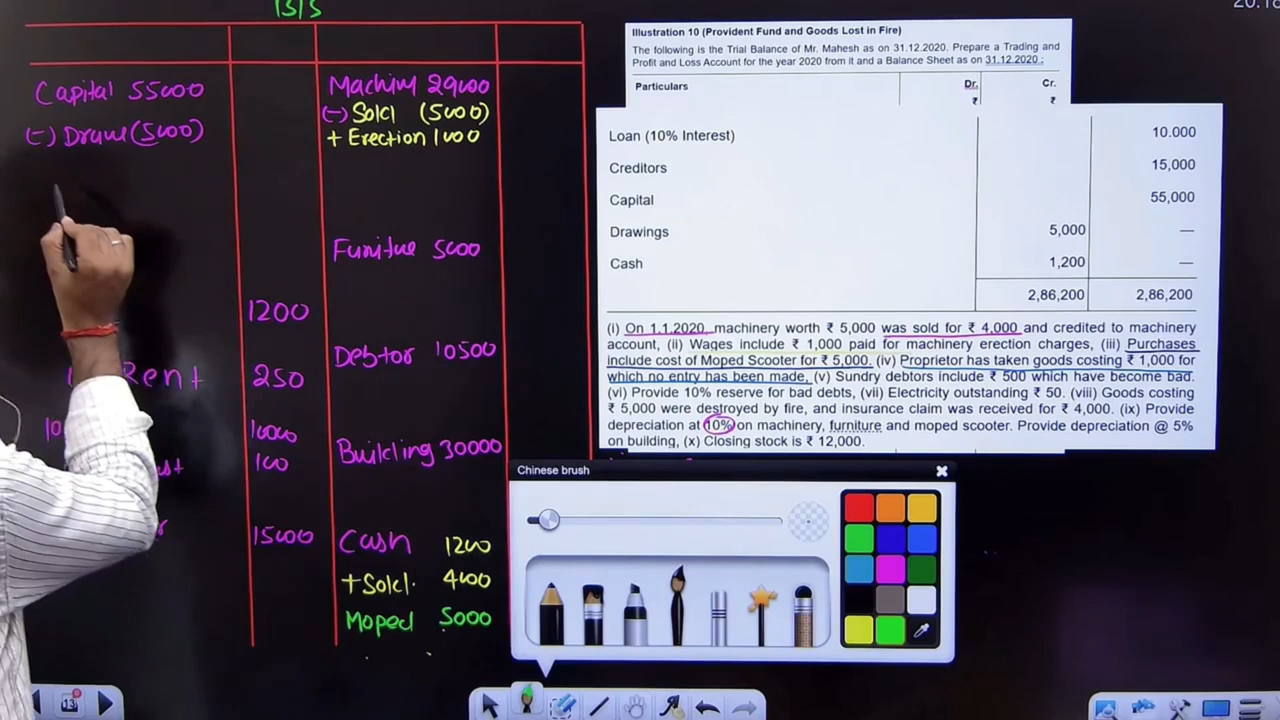 20:18
B/S
Capital 55000
(-) Draw (5000)
1200
Rent 250
10
10000
100
15000
Machinery 29000
(-) Sold (5000)
+ Erection 1000
Furniture 5000
Debtor 10500
Building 30000
Cash 1200
+ Sold. 4000
Moped 5000
Illustration 10 (Provident Fund and Goods Lost in Fire)
The following is the Trial Balance of Mr. Mahesh as on 31.12.2020. Prepare a Trading and
Profit and Loss Account for the year 2020 from it and a Balance Sheet as on 31.12.2020 :
Particulars Dr. Cr.
₹ ₹
Loan (10% Interest) 10.000
Creditors 15,000
Capital 55,000
Drawings 5,000 —
Cash 1,200 —
2,86,200 2,86,200
(i) On 1.1.2020, machinery worth ₹ 5,000 was sold for ₹ 4,000 and credited to machinery
account, (ii) Wages include ₹ 1,000 paid for machinery erection charges, (iii) Purchases
include cost of Moped Scooter for ₹ 5,000. (iv) Proprietor has taken goods costing ₹ 1,000 for
which no entry has been made, (v) Sundry debtors include ₹ 500 which have become bad.
(vi) Provide 10% reserve for bad debts, (vii) Electricity outstanding ₹ 50. (viii) Goods costing
₹ 5,000 were destroyed by fire, and insurance claim was received for ₹ 4,000. (ix) Provide
depreciation at 10% on machinery, furniture and moped scooter. Provide depreciation @ 5%
on building, (x) Closing stock is ₹ 12,000.
Chinese brush
13